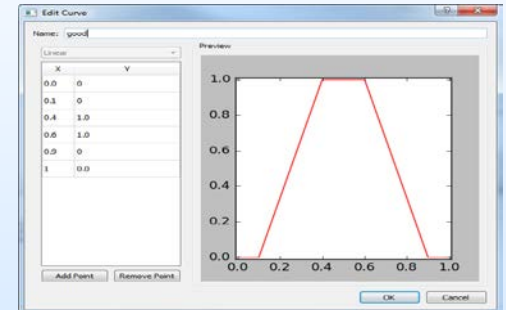 Edit Curve
Name: good
Linear
Preview
X Y
0.0 0
0.1 0
0.4 1.0
0.6 1.0
0.9 0
1 0.0
1.0
0.8
0.6
0.4
0.2
0.0
0.0 0.2 0.4 0.6 0.8 1.0
Add Point Remove Point
OK Cancel